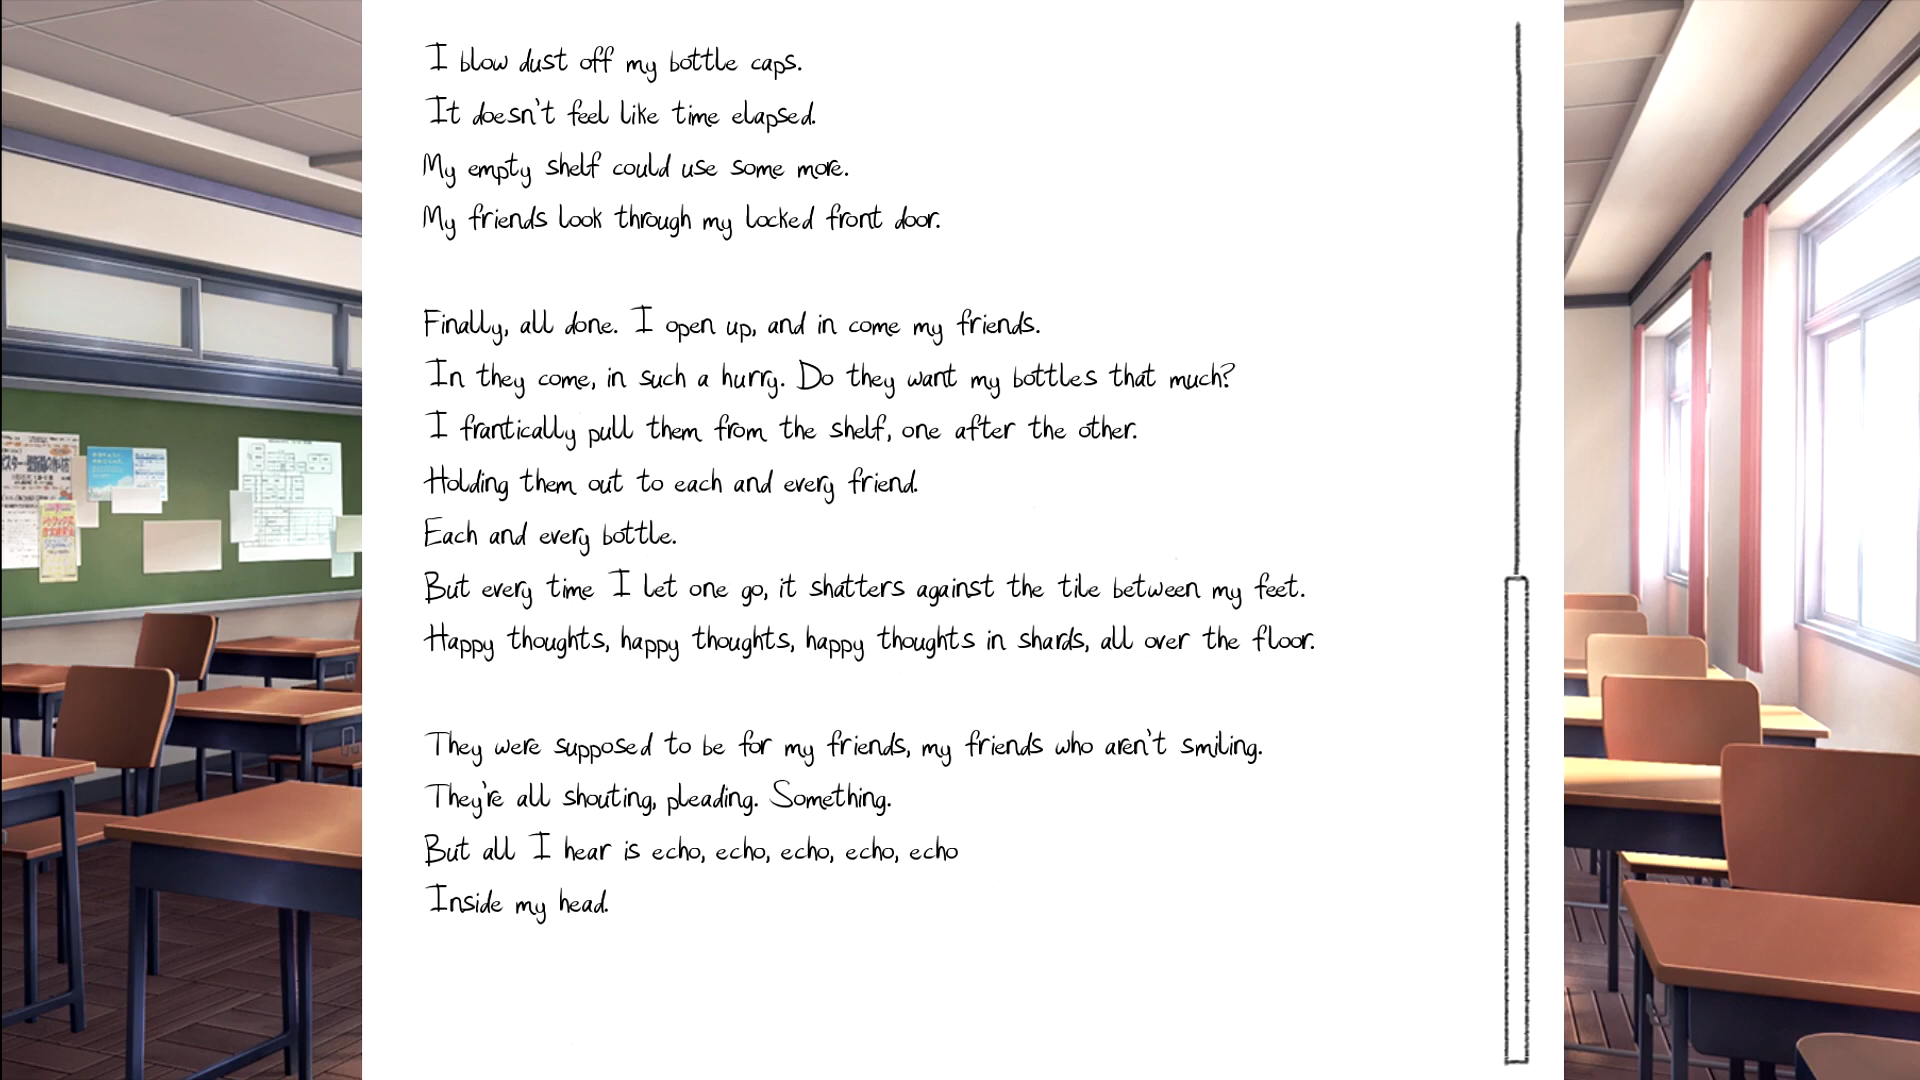 I blow dust off my bottle caps.
It doesn't feel like time elapsed.
My empty shelf could use some more.
My friends look through my locked front door.
Finally, all done. I open up, and in come my friends.
In they come, in such a hurry. Do they want my bottles that much?
I frantically pull them from the shelf, one after the other.
Holding them out to each and every friend.
Each and every bottle.
But every time I let one go, it shatters against the tile between my feet.
Happy thoughts, happy thoughts, happy thoughts in shards, all over the floor.
They were supposed to be for my friends, my friends who aren't smiling.
They're all shouting, pleading. Something.
But all I hear is echo, echo, echo, echo, echo
Inside my head.